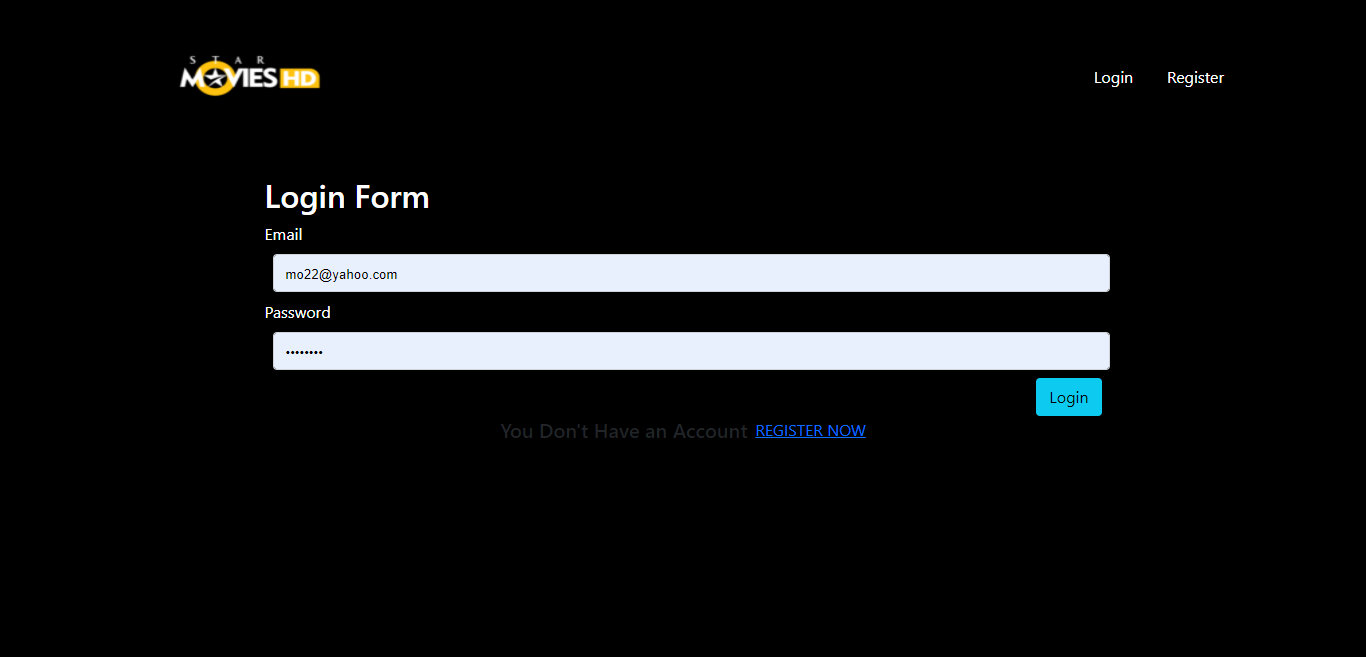 STAR
MOVIES HD
Login Register
Login Form
Email
mo22@yahoo.com
Password
••••••••
Login
You Don't Have an Account REGISTER NOW